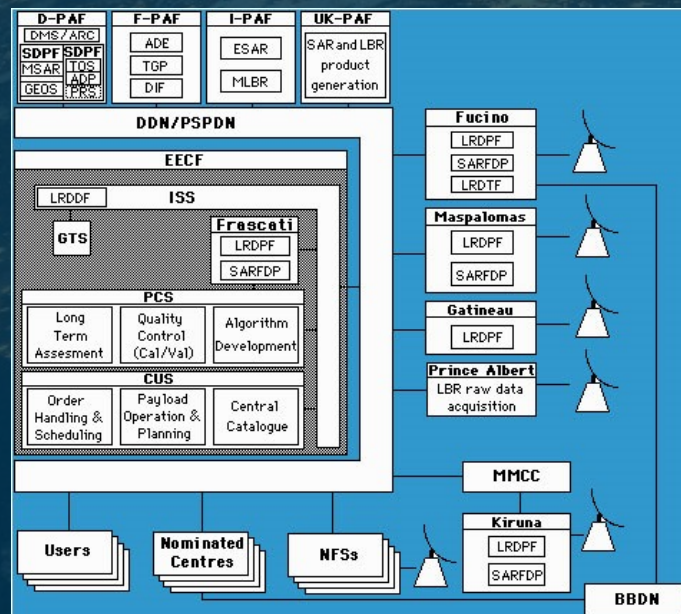 D-PAF
DMS/ARC
SDPF
MSAR
GEOS
SDPF
TOS
ADP
PRS
F-PAF
ADE
TGP
DIF
I-PAF
ESAR
MLBR
UK-PAF
SAR and LBR
product
generation
DDN/PSPDN
EECF
LRDDF
ISS
GTS
Frascati
LRDPF
SARFDP
PCS
Long
Term
Assesment
Quality
Control
(Cal/Val)
Algorithm
Development
CUS
Order
Handling &
Scheduling
Payload
Operation &
Planning
Central
Catalogue
Fucino
LRDPF
SARFDP
LRDTF
Maspalomas
LRDPF
SARFDP
Gatineau
LRDPF
Prince Albert
LBR raw data
acquisition
MMCC
Kiruna
LRDPF
SARFDP
Users
Nominated
Centres
NFSs
BBDN